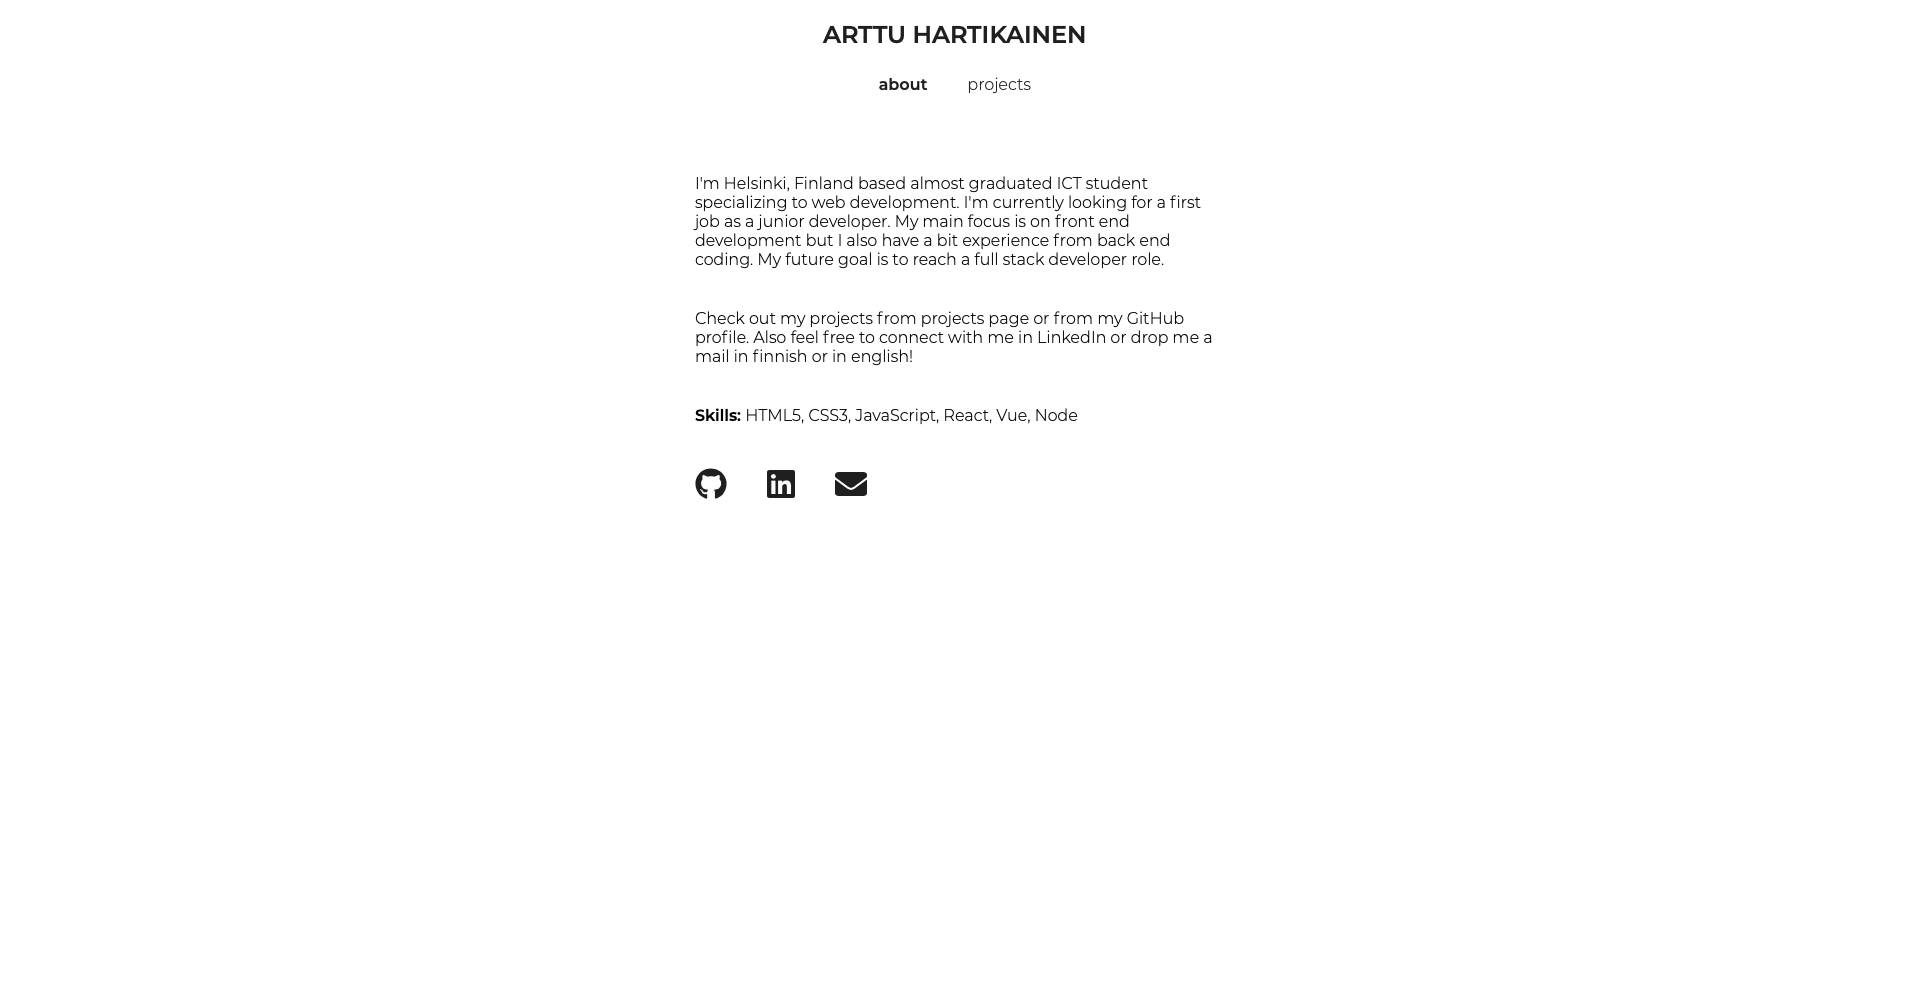 ARTTU HARTIKAINEN
about projects
I'm Helsinki, Finland based almost graduated ICT student
specializing to web development. I'm currently looking for a first
job as a junior developer. My main focus is on front end
development but I also have a bit experience from back end
coding. My future goal is to reach a full stack developer role.
Check out my projects from projects page or from my GitHub
profile. Also feel free to connect with me in LinkedIn or drop me a
mail in finnish or in english!
Skills: HTML5, CSS3, JavaScript, React, Vue, Node
in